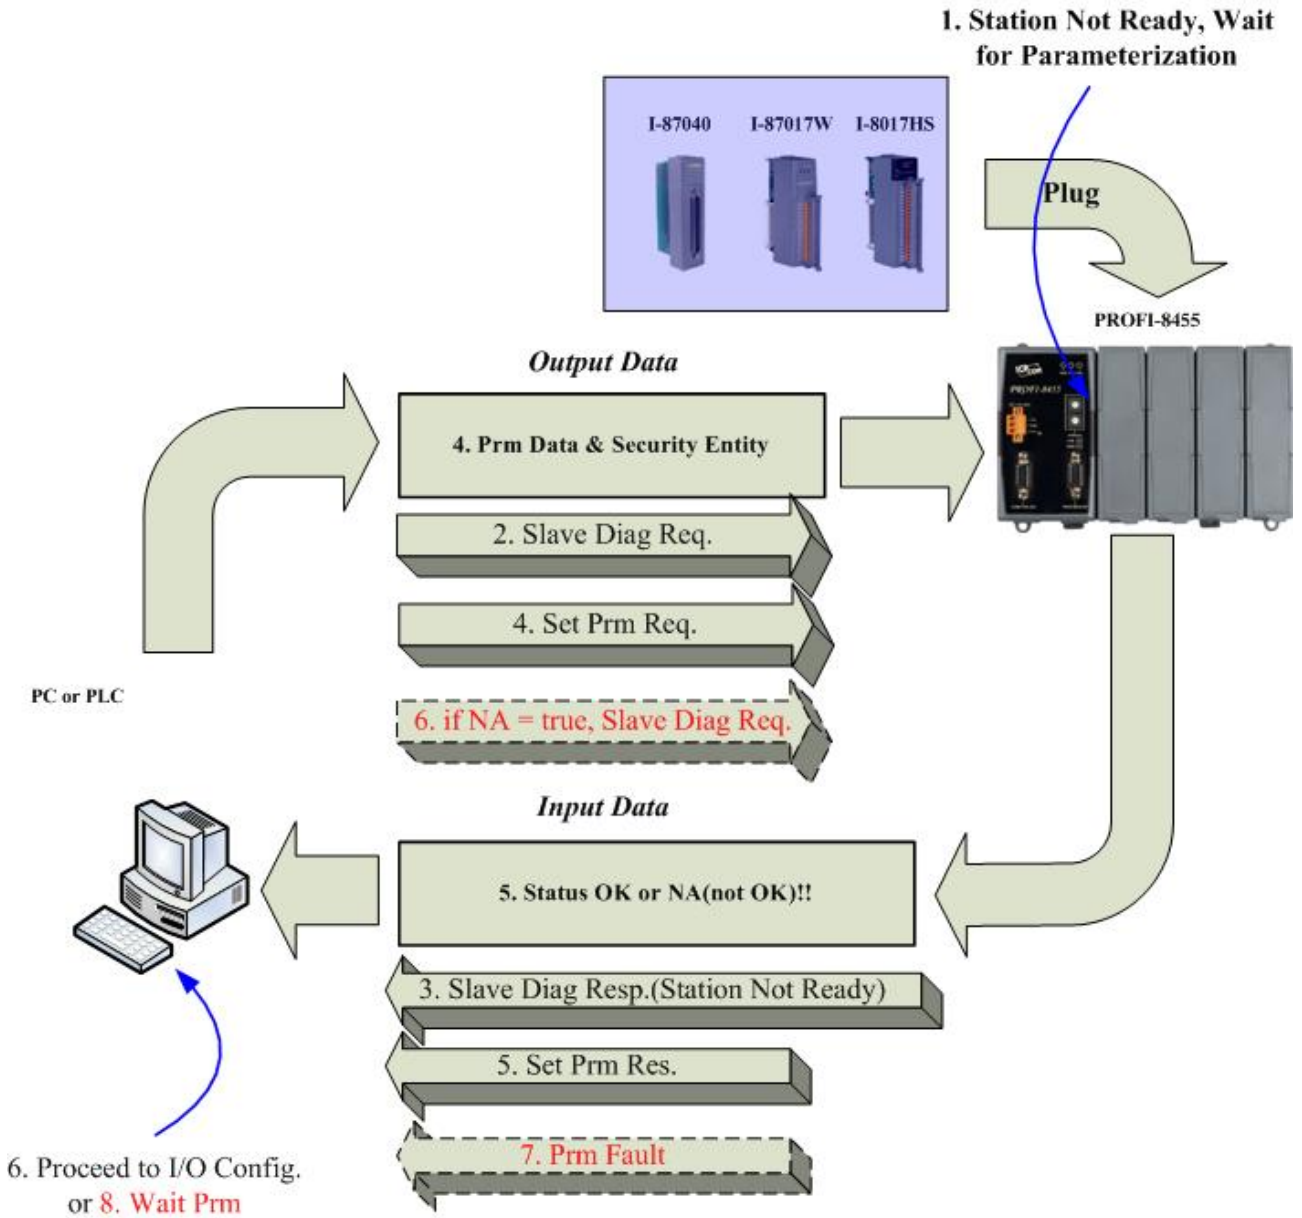 1. Station Not Ready, Wait
for Parameterization
I-87040
I-87017W
I-8017HS
Plug
PROFI-8455
Output Data
4. Prm Data & Security Entity
PROFI-8455
2. Slave Diag Req.
4. Set Prm Req.
PC or PLC
6. if NA = true, Slave Diag Req.
Input Data
5. Status OK or NA(not OK)!!
3. Slave Diag Resp.(Station Not Ready)
5. Set Prm Res.
7. Prm Fault
6. Proceed to I/O Config.
or 8. Wait Prm